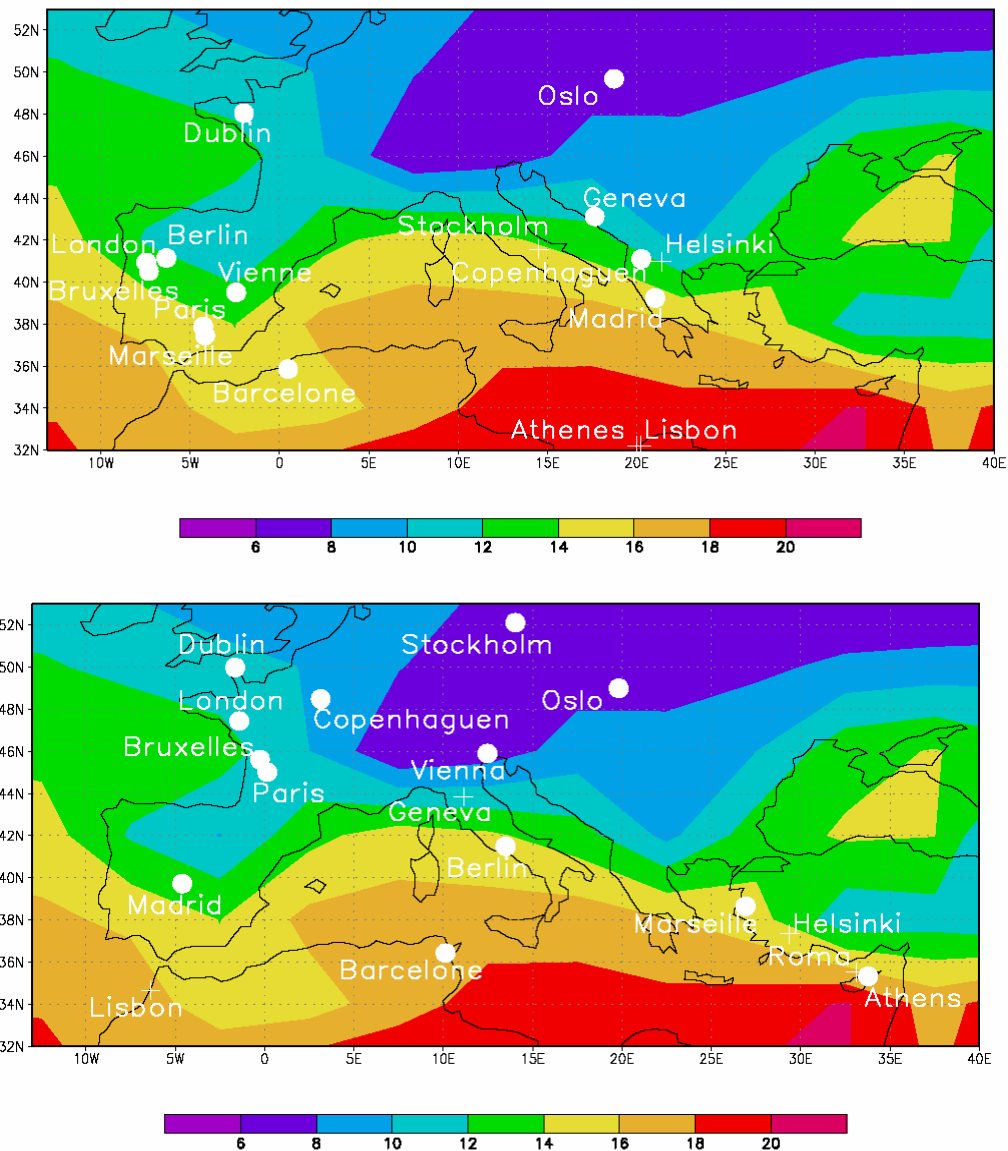 52N
50N
Oslo
48N
Dublin
46N
44N
Geneva
Stockholm
42N
London Berlin Helsinki
Copenhaguen
40N
Bruxelles Vienne
Paris Madrid
38N
Marseille
36N
Barcelone
34N
Athenes Lisbon
32N
10W 5W 0 5E 10E 15E 20E 25E 30E 35E 40E
6 8 10 12 14 16 18 20
52N
Dublin Stockholm
50N
London Oslo
48N
Copenhaguen
Bruxelles
46N
Vienna
Paris
44N
Geneva
42N
Berlin
40N
Madrid
38N
Marseille Helsinki
Roma
36N
Barcelone
Lisbon Athens
34N
32N
10W 5W 0 5E 10E 15E 20E 25E 30E 35E 40E
6 8 10 12 14 16 18 20